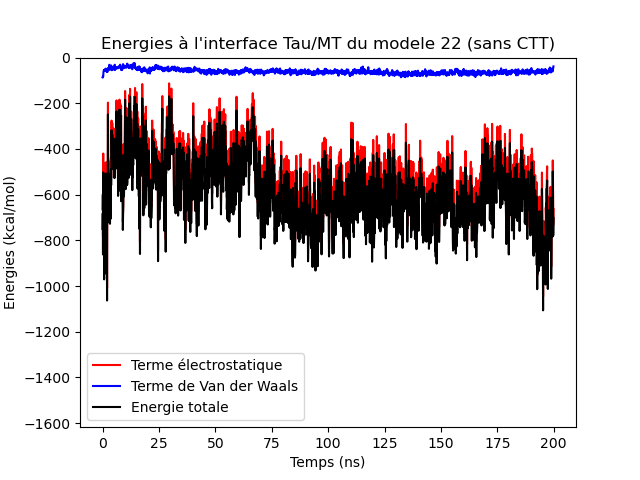 Energies à l'interface Tau/MT du modele 22 (sans CTT)
0
−200
−400
−600
−800
−1000
−1200
−1400
−1600
Energies (kcal/mol)
Terme électrostatique
Terme de Van der Waals
Energie totale
0 25 50 75 100 125 150 175 200
Temps (ns)